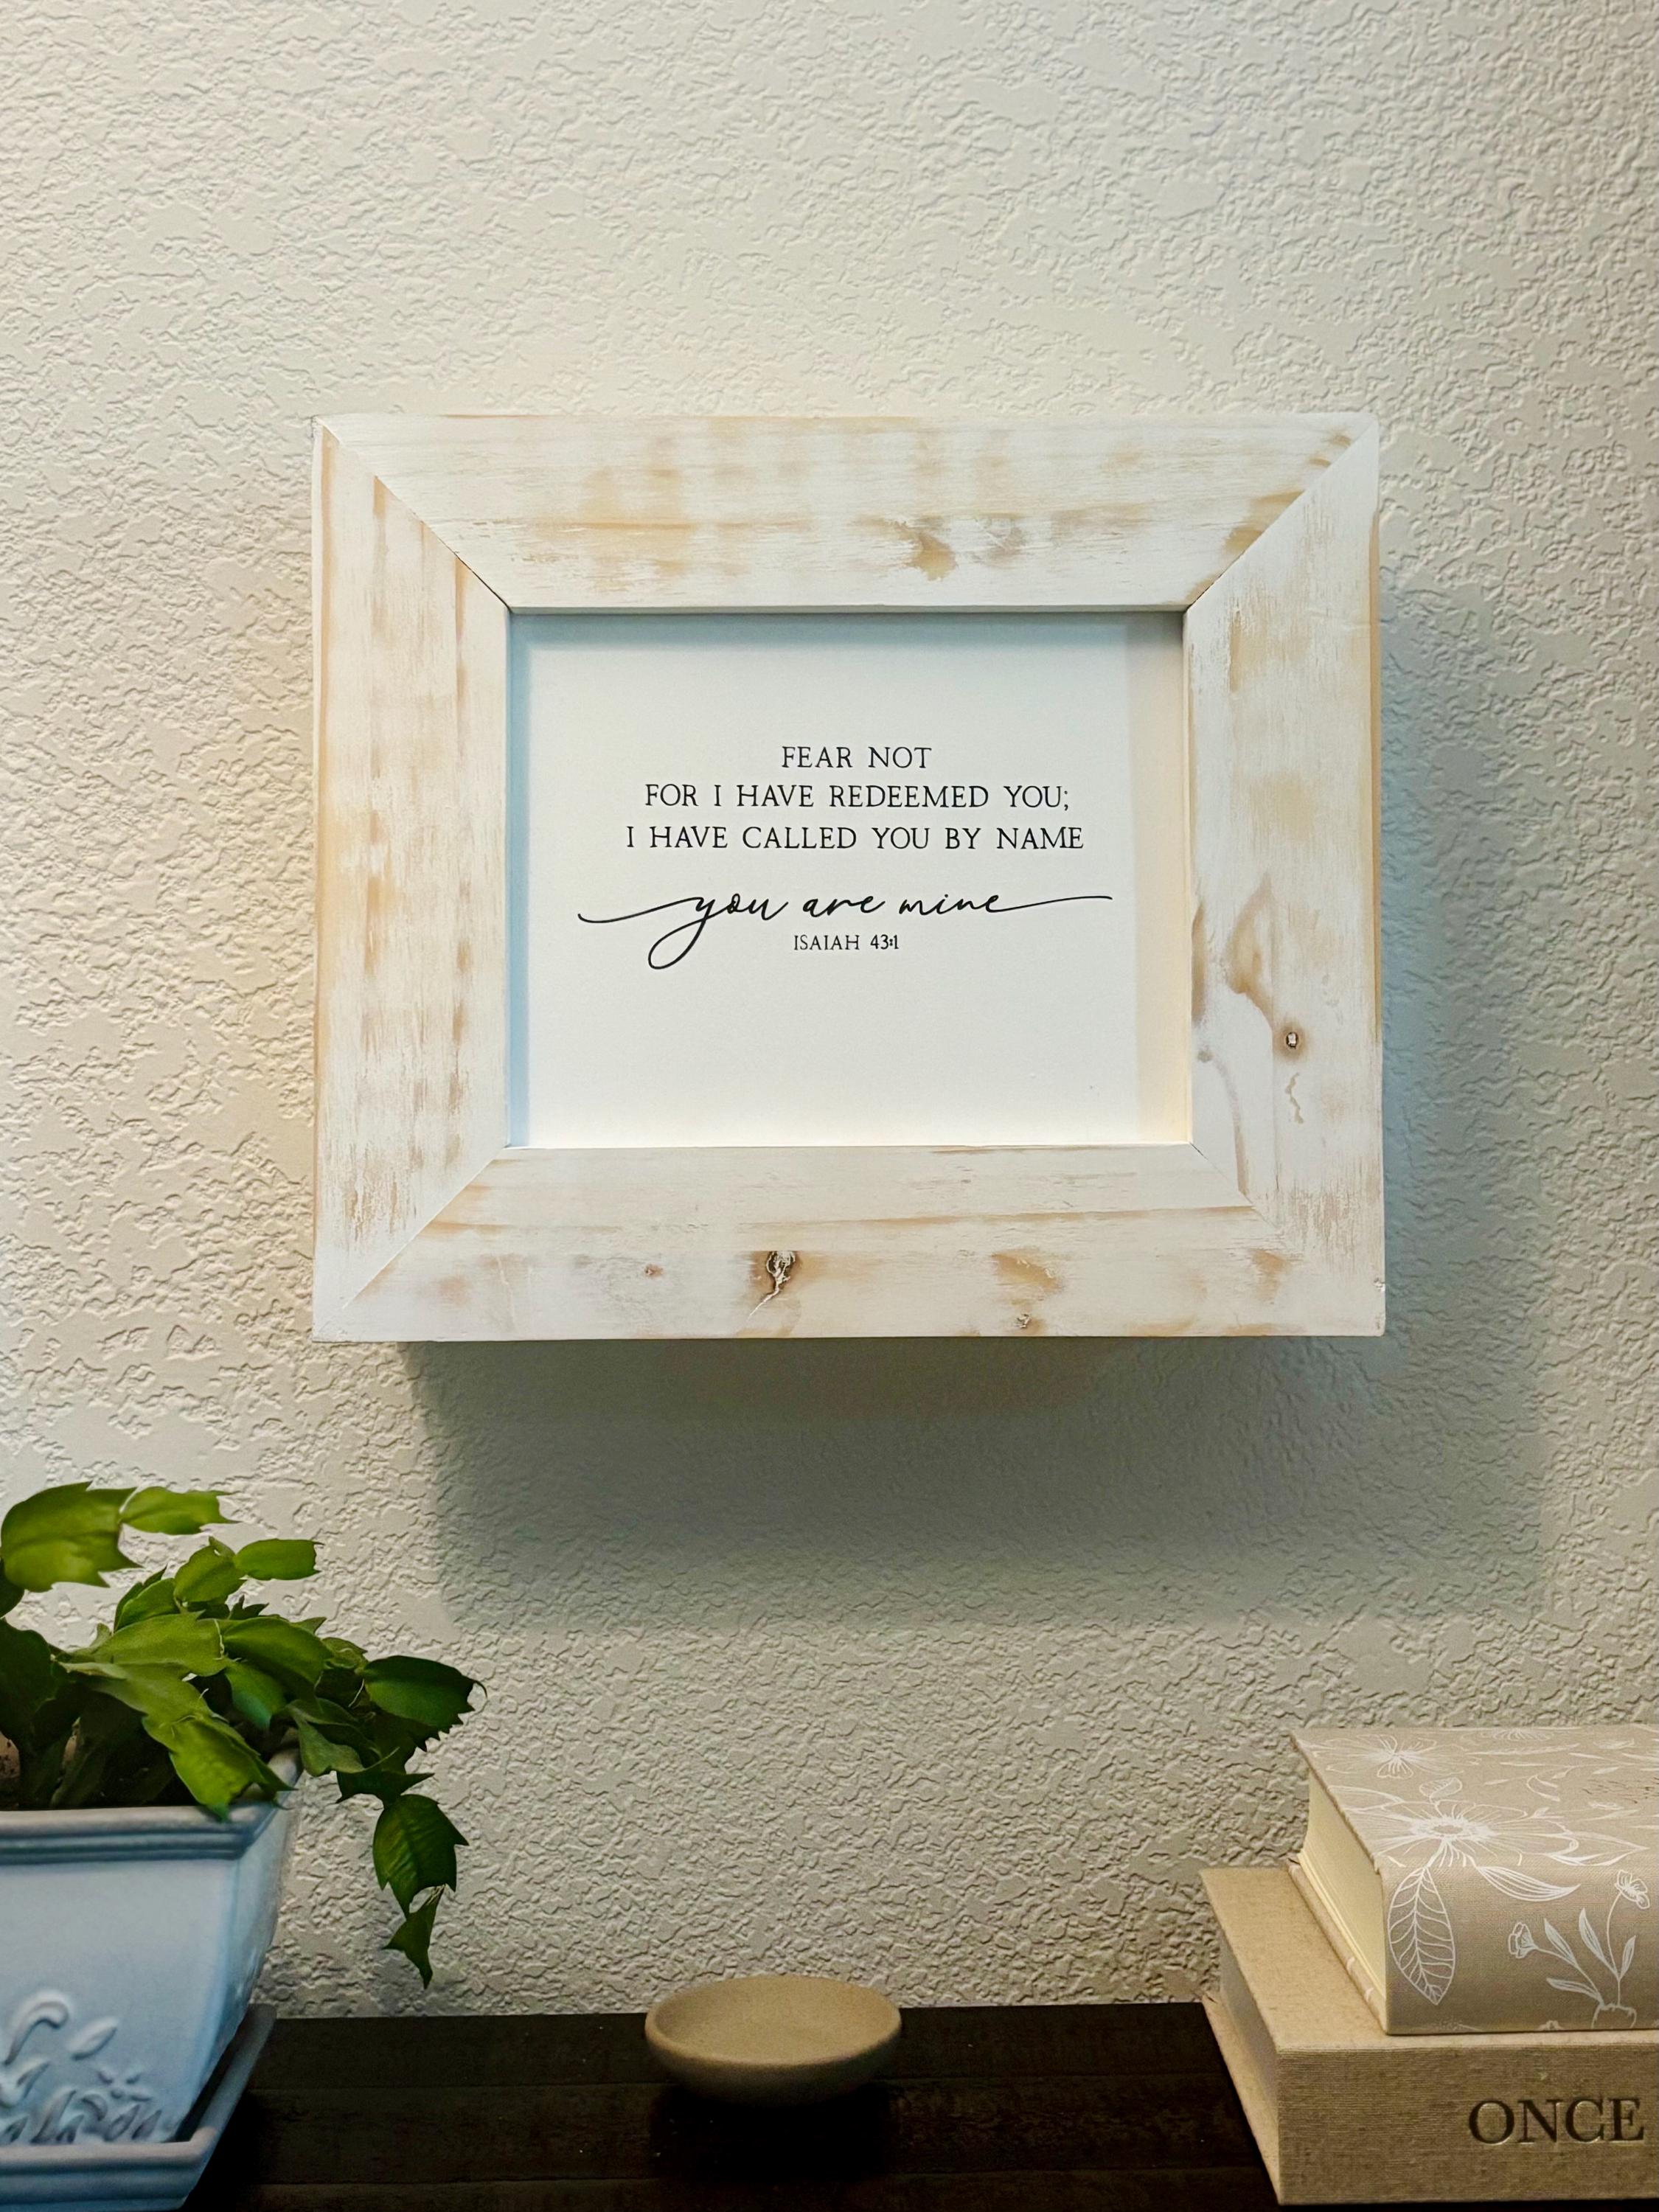 FEAR NOT
FOR I HAVE REDEEMED YOU;
I HAVE CALLED YOU BY NAME
you are mine
ISAIAH 43:1
ONCE